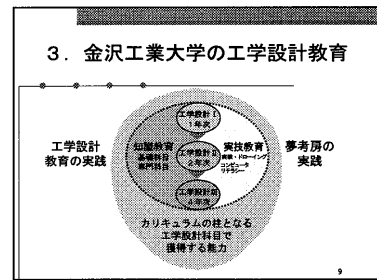 3．金沢工業大学の工学設計教育
工学設計
教育の実践
知識教育
基礎科目
専門科目
工学設計Ⅰ
1年次
工学設計Ⅱ
2年次
工学設計Ⅲ
4年次
実技教育
実験・ドローイング
コンピュータ
リテラシー
夢考房の
実践
カリキュラムの柱となる
工学設計科目で
獲得する能力
9